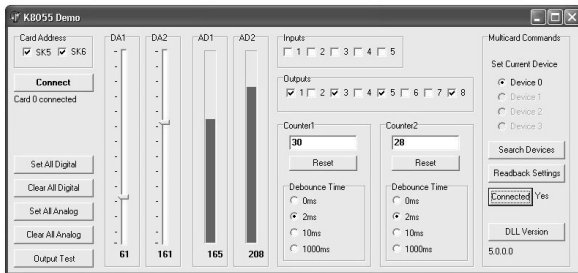 K8055 Demo
Card Address
SK5 SK6
Connect
Card 0 connected
Set All Digital
Clear All Digital
Set All Analog
Clear All Analog
Output Test
DA1
61
DA2
161
AD1
165
AD2
208
Inputs
1 2 3 4 5
Outputs
1 2 3 4 5 6 7 8
Counter1
30
Reset
Debounce Time
0ms
2ms
10ms
1000ms
Counter2
28
Reset
Debounce Time
0ms
2ms
10ms
1000ms
Multicard Commands
Set Current Device
Device 0
Device 1
Device 2
Device 3
Search Devices
Readback Settings
Connected Yes
DLL Version
5.0.0.0